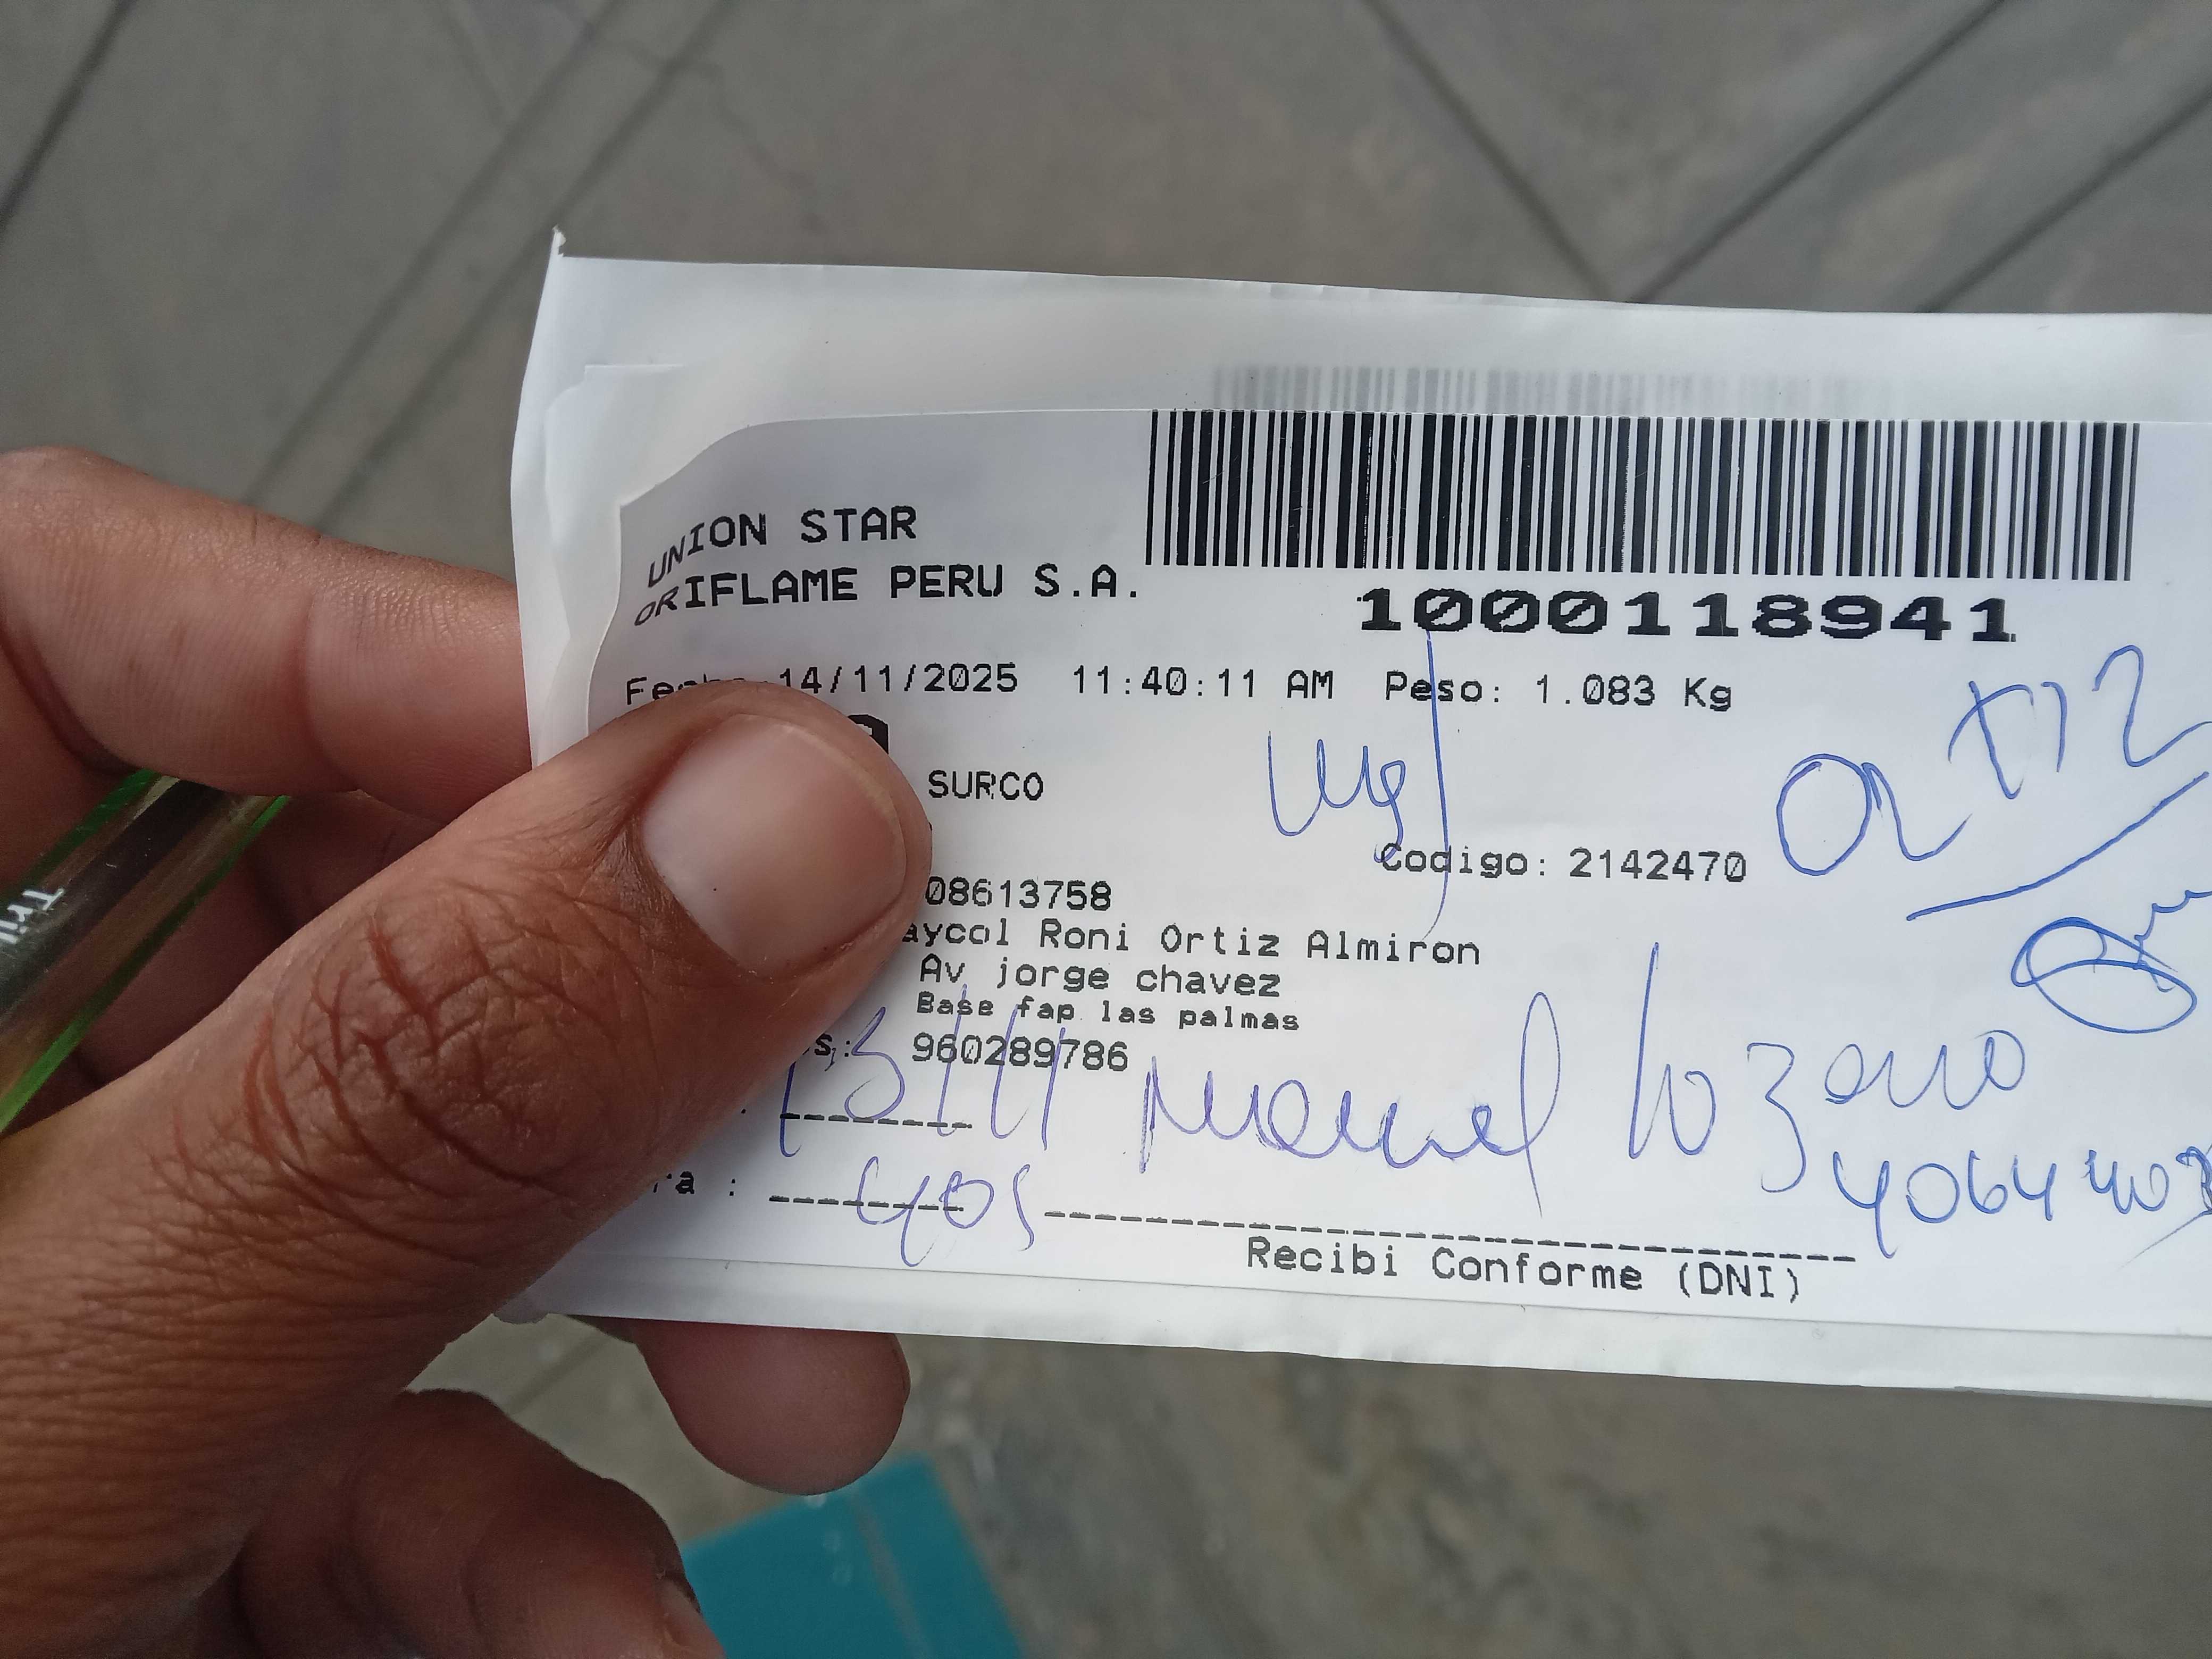 UNION STAR
ORIFLAME PERU S.A.
1000118941
14/11/2025 11:40:11 AM Peso: 1.083 Kg
SURCO
ORTIZ
Codigo: 2142470
08613758
aycol Roni Ortiz Almiron
Av jorge chavez
Base fap las palmas
s: 960289786
Manuel Lozano
ra :
Recibi Conforme (DNI)
Tril